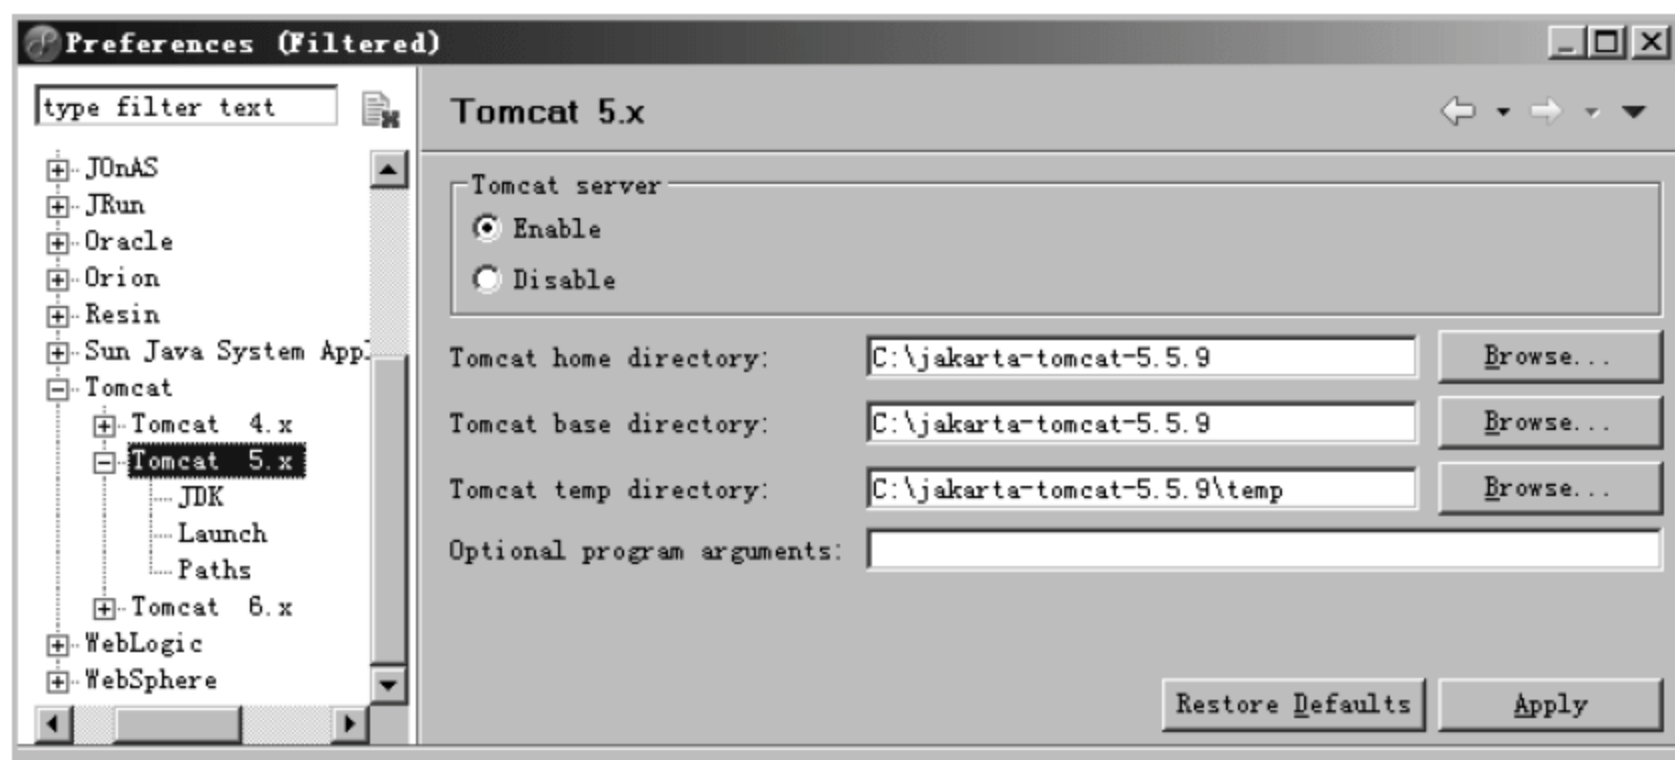 Preferences (Filtered)
type filter text
JOnAS
JRun
Oracle
Orion
Resin
Sun Java System Appl
Tomcat
Tomcat 4.x
Tomcat 5.x
JDK
Launch
Paths
Tomcat 6.x
WebLogic
WebSphere
Tomcat 5.x
Tomcat server
Enable
Disable
Tomcat home directory: C:\jakarta-tomcat-5.5.9 Browse...
Tomcat base directory: C:\jakarta-tomcat-5.5.9 Browse...
Tomcat temp directory: C:\jakarta-tomcat-5.5.9\temp Browse...
Optional program arguments:
Restore Defaults Apply